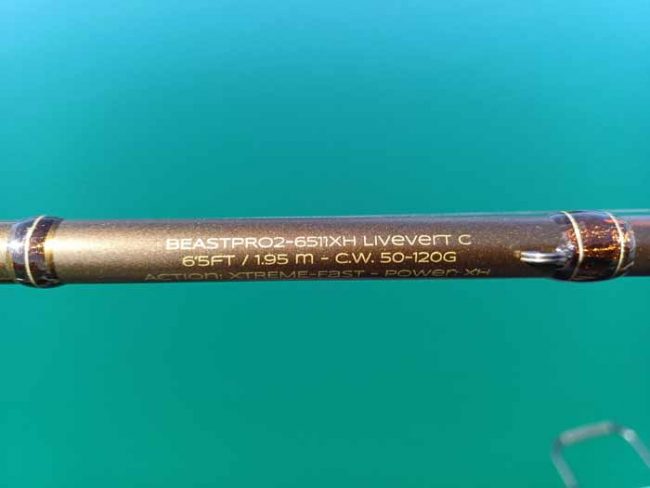 BEASTPRO2-6511XH LIVEVERT C
6'5FT / 1.95 m - C.W. 50-120G
ACTION: XTREME-FAST - POWER: XH